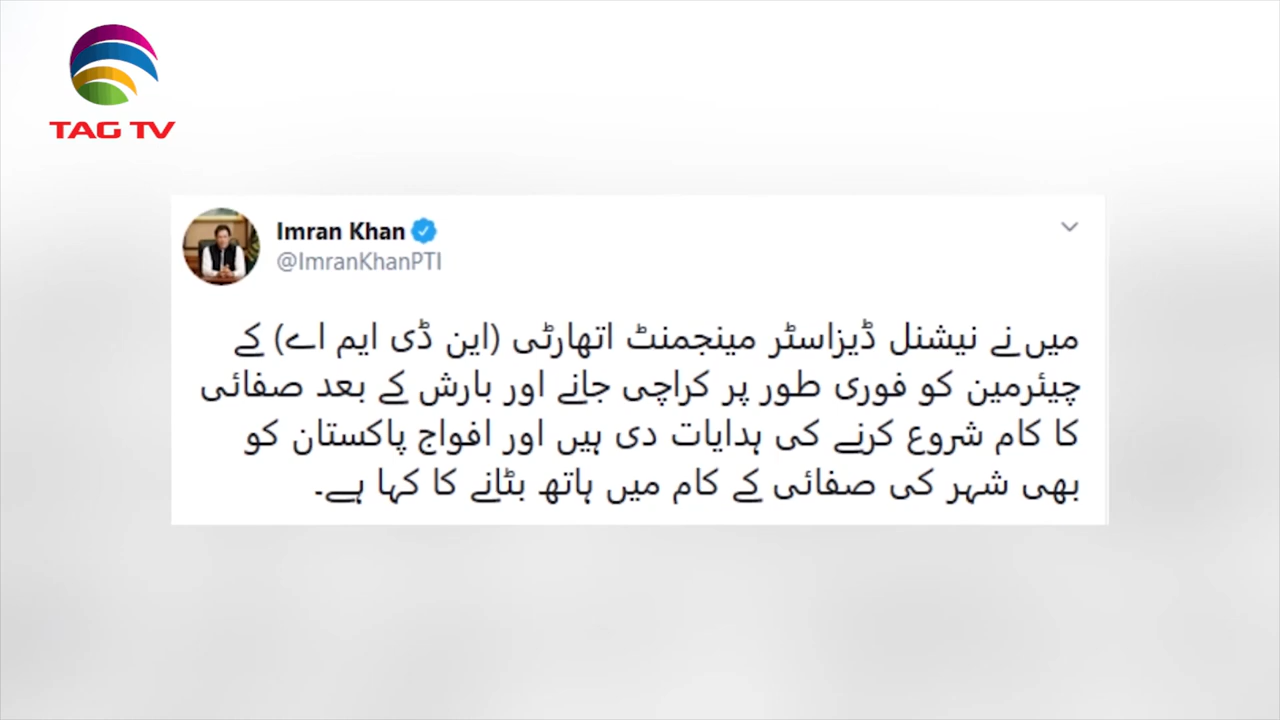 TAG TV
Imran Khan
@ImranKhanPTI
میں نے نیشنل ڈیزاسٹر مینجمنٹ اتھارٹی (این ڈی ایم اے) کے
چیئرمین کو فوری طور پر کراچی جانے اور بارش کے بعد صفائی
کا کام شروع کرنے کی ہدایات دی ہیں اور افواج پاکستان کو
بھی شہر کی صفائی کے کام میں ہاتھ بٹانے کا کہا ہے۔